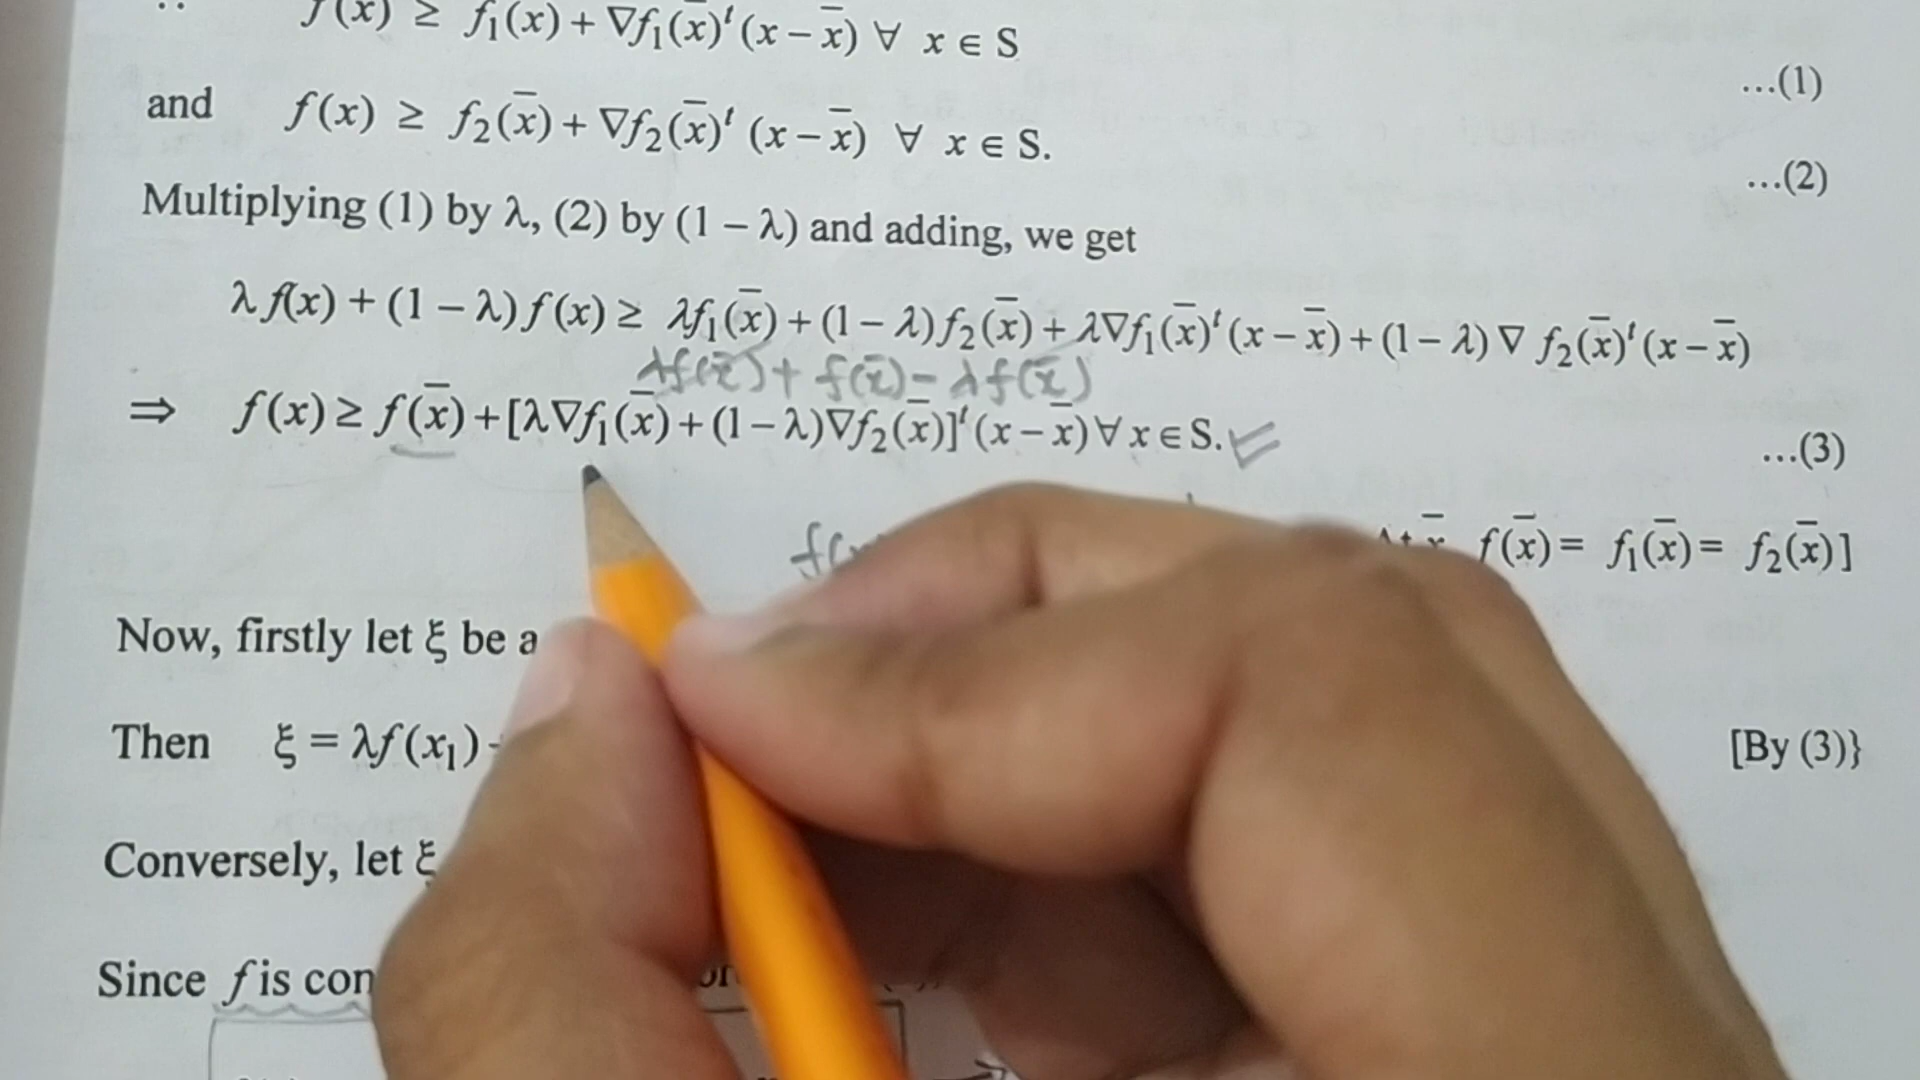 ∴ f(x) ≥ f₁(x̄) + ∇f₁(x̄)ᵗ (x – x̄) ∀ x ∈ S ...(1)
and f(x) ≥ f₂(x̄) + ∇f₂(x̄)ᵗ (x – x̄) ∀ x ∈ S. ...(2)
Multiplying (1) by λ, (2) by (1 – λ) and adding, we get
λ f(x) + (1 – λ) f(x) ≥ λf₁(x̄) + (1 – λ) f₂(x̄) + λ∇f₁(x̄)ᵗ (x – x̄) + (1 – λ) ∇ f₂(x̄)ᵗ (x – x̄)
λf(x̄) + f(x̄) – λf(x̄)
⇒ f(x) ≥ f(x̄) + [λ∇f₁(x̄) + (1 – λ)∇f₂(x̄)]ᵗ (x – x̄) ∀ x ∈ S. ...(3)
x̄ f(x̄) = f₁(x̄) = f₂(x̄)]
Now, firstly let ξ be a
Then ξ = λf(x₁) [By (3)}
Conversely, let ξ
Since f is